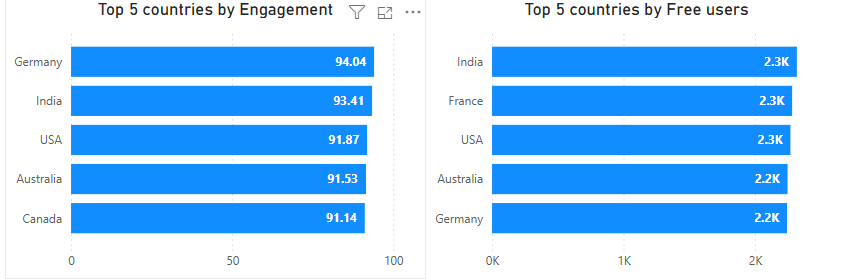 Top 5 countries by Engagement
Germany 94.04
India 93.41
USA 91.87
Australia 91.53
Canada 91.14
0 50 100
Top 5 countries by Free users
India 2.3K
France 2.3K
USA 2.3K
Australia 2.2K
Germany 2.2K
0K 1K 2K